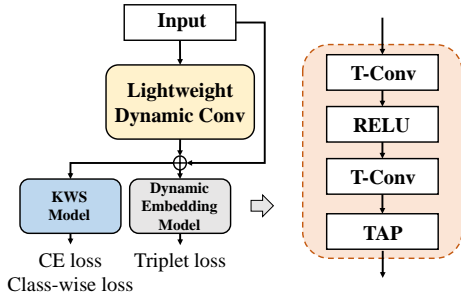 Input
Lightweight
Dynamic Conv
KWS
Model
Dynamic
Embedding
Model
CE loss
Class-wise loss
Triplet loss
T-Conv
RELU
T-Conv
TAP